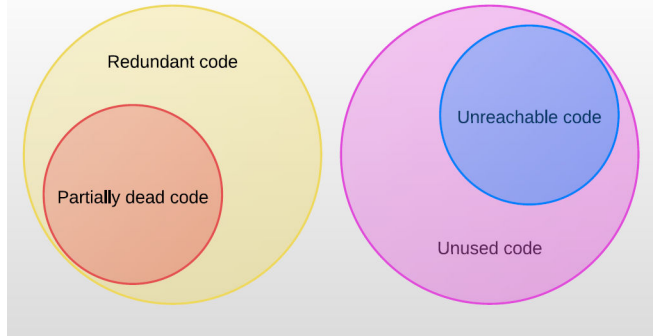 Redundant code
Partially dead code
Unreachable code
Unused code